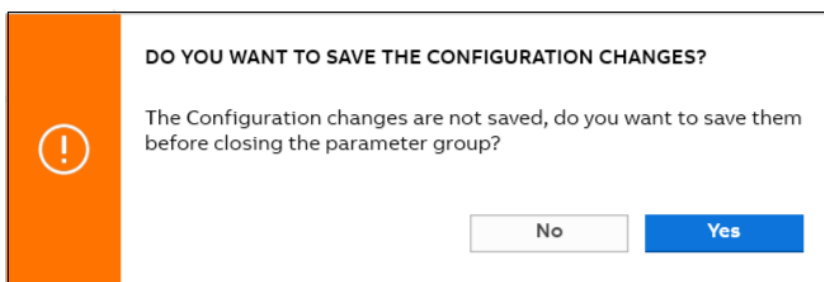 DO YOU WANT TO SAVE THE CONFIGURATION CHANGES?
The Configuration changes are not saved, do you want to save them
before closing the parameter group?
No
Yes